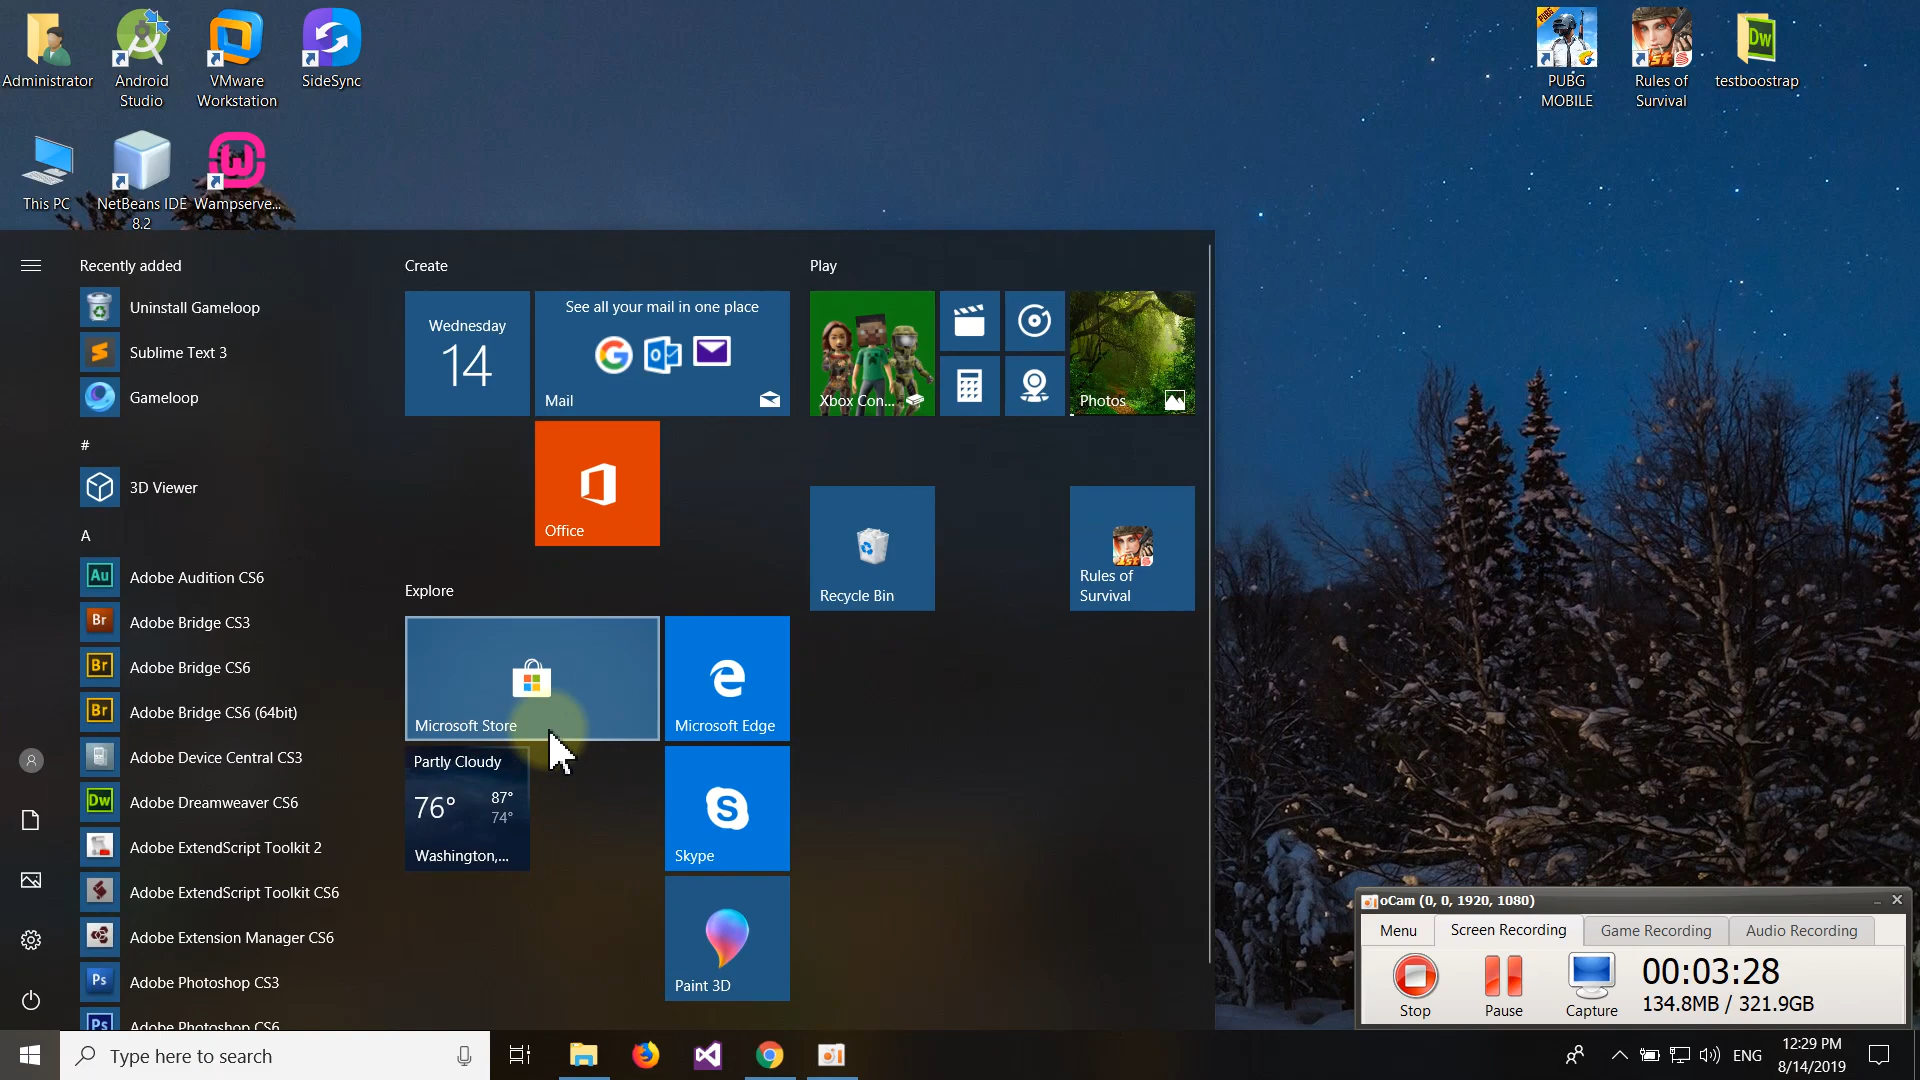 Administrator
Android
Studio
VMware
Workstation
SideSync
PUBG
MOBILE
Rules of
Survival
testboostrap
This PC
NetBeans IDE
8.2
Wampserve...
Recently added
Uninstall Gameloop
Sublime Text 3
Gameloop
#
3D Viewer
A
Adobe Audition CS6
Adobe Bridge CS3
Adobe Bridge CS6
Adobe Bridge CS6 (64bit)
Adobe Device Central CS3
Adobe Dreamweaver CS6
Adobe ExtendScript Toolkit 2
Adobe ExtendScript Toolkit CS6
Adobe Extension Manager CS6
Adobe Photoshop CS3
Adobe Photoshop CS6
Create
Wednesday
14
See all your mail in one place
Mail
Office
Explore
Microsoft Store
Microsoft Edge
Partly Cloudy
76°
87°
74°
Washington,...
Skype
Paint 3D
Play
Xbox Con...
Photos
Recycle Bin
Rules of
Survival
oCam (0, 0, 1920, 1080)
Menu
Screen Recording
Game Recording
Audio Recording
Stop
Pause
Capture
00:03:28
134.8MB / 321.9GB
Type here to search
ENG
12:29 PM
8/14/2019